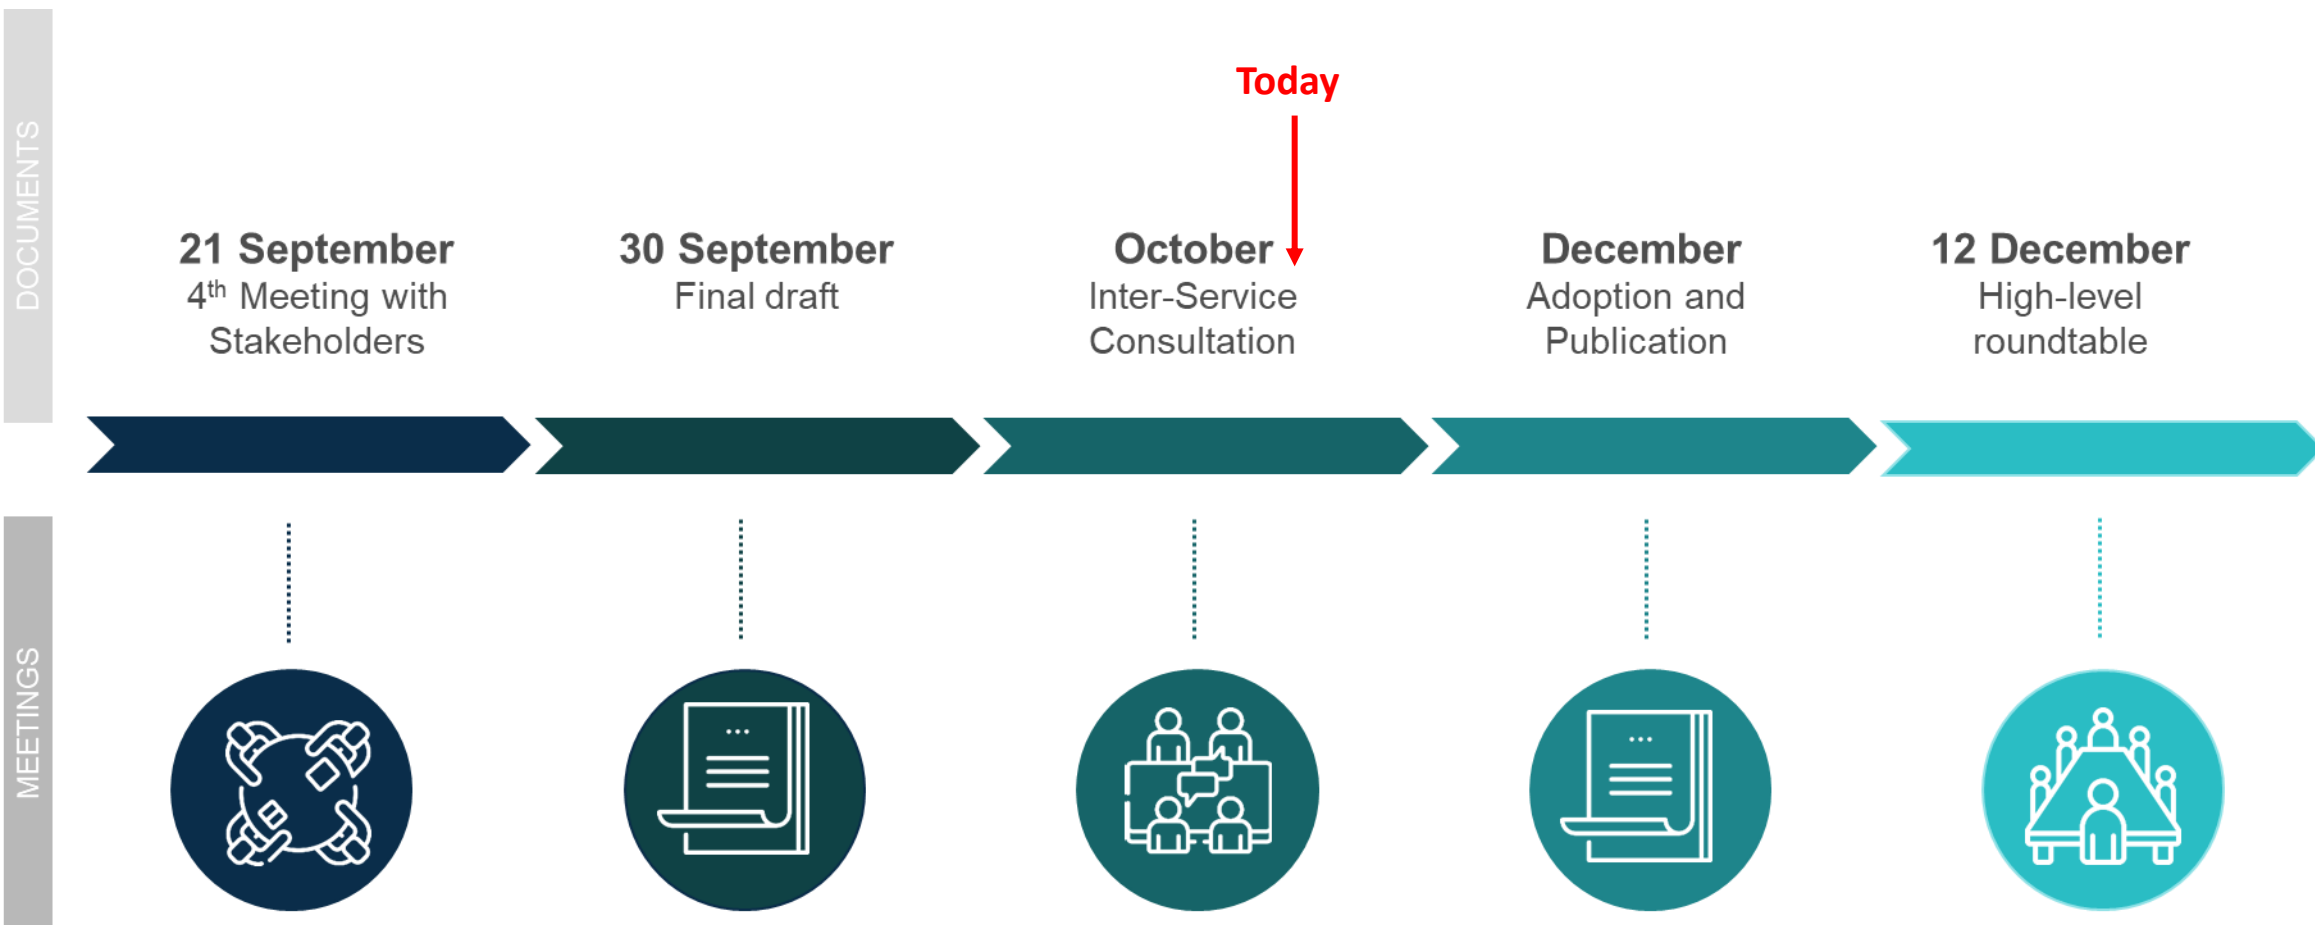 DOCUMENTS
Today
21 September
4th Meeting with
Stakeholders
30 September
Final draft
October
Inter-Service
Consultation
December
Adoption and
Publication
12 December
High-level
roundtable
MEETINGS